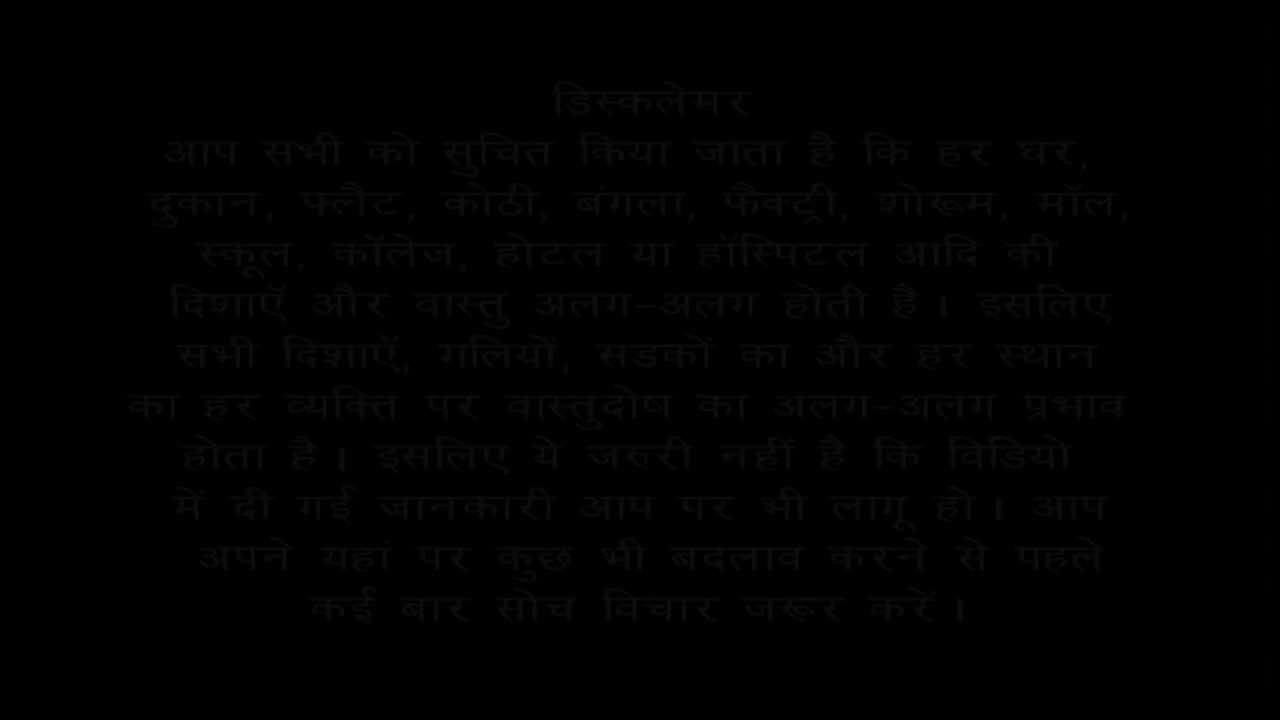 डिस्कलेमर
आप सभी को सुचित किया जाता है कि हर घर,
दुकान, फ्लैट, कोठी, बंगला, फैक्ट्री, शोरूम, मॉल,
स्कूल, कॉलेज, होटल या हॉस्पिटल आदि की
दिशाएॅ और वास्तु अलग–अलग होती है। इसलिए
सभी दिशाएॅ, गलियों, सडकों का और हर स्थान
का हर व्यक्ति पर वास्तुदोष का अलग–अलग प्रभाव
होता है। इसलिए ये जरुरी नहीं है कि विडियो
में दी गई जानकारी आप पर भी लागू हो। आप
अपने यहां पर कुछ भी बदलाव करने से पहले
कई बार सोच विचार जरूर करें।